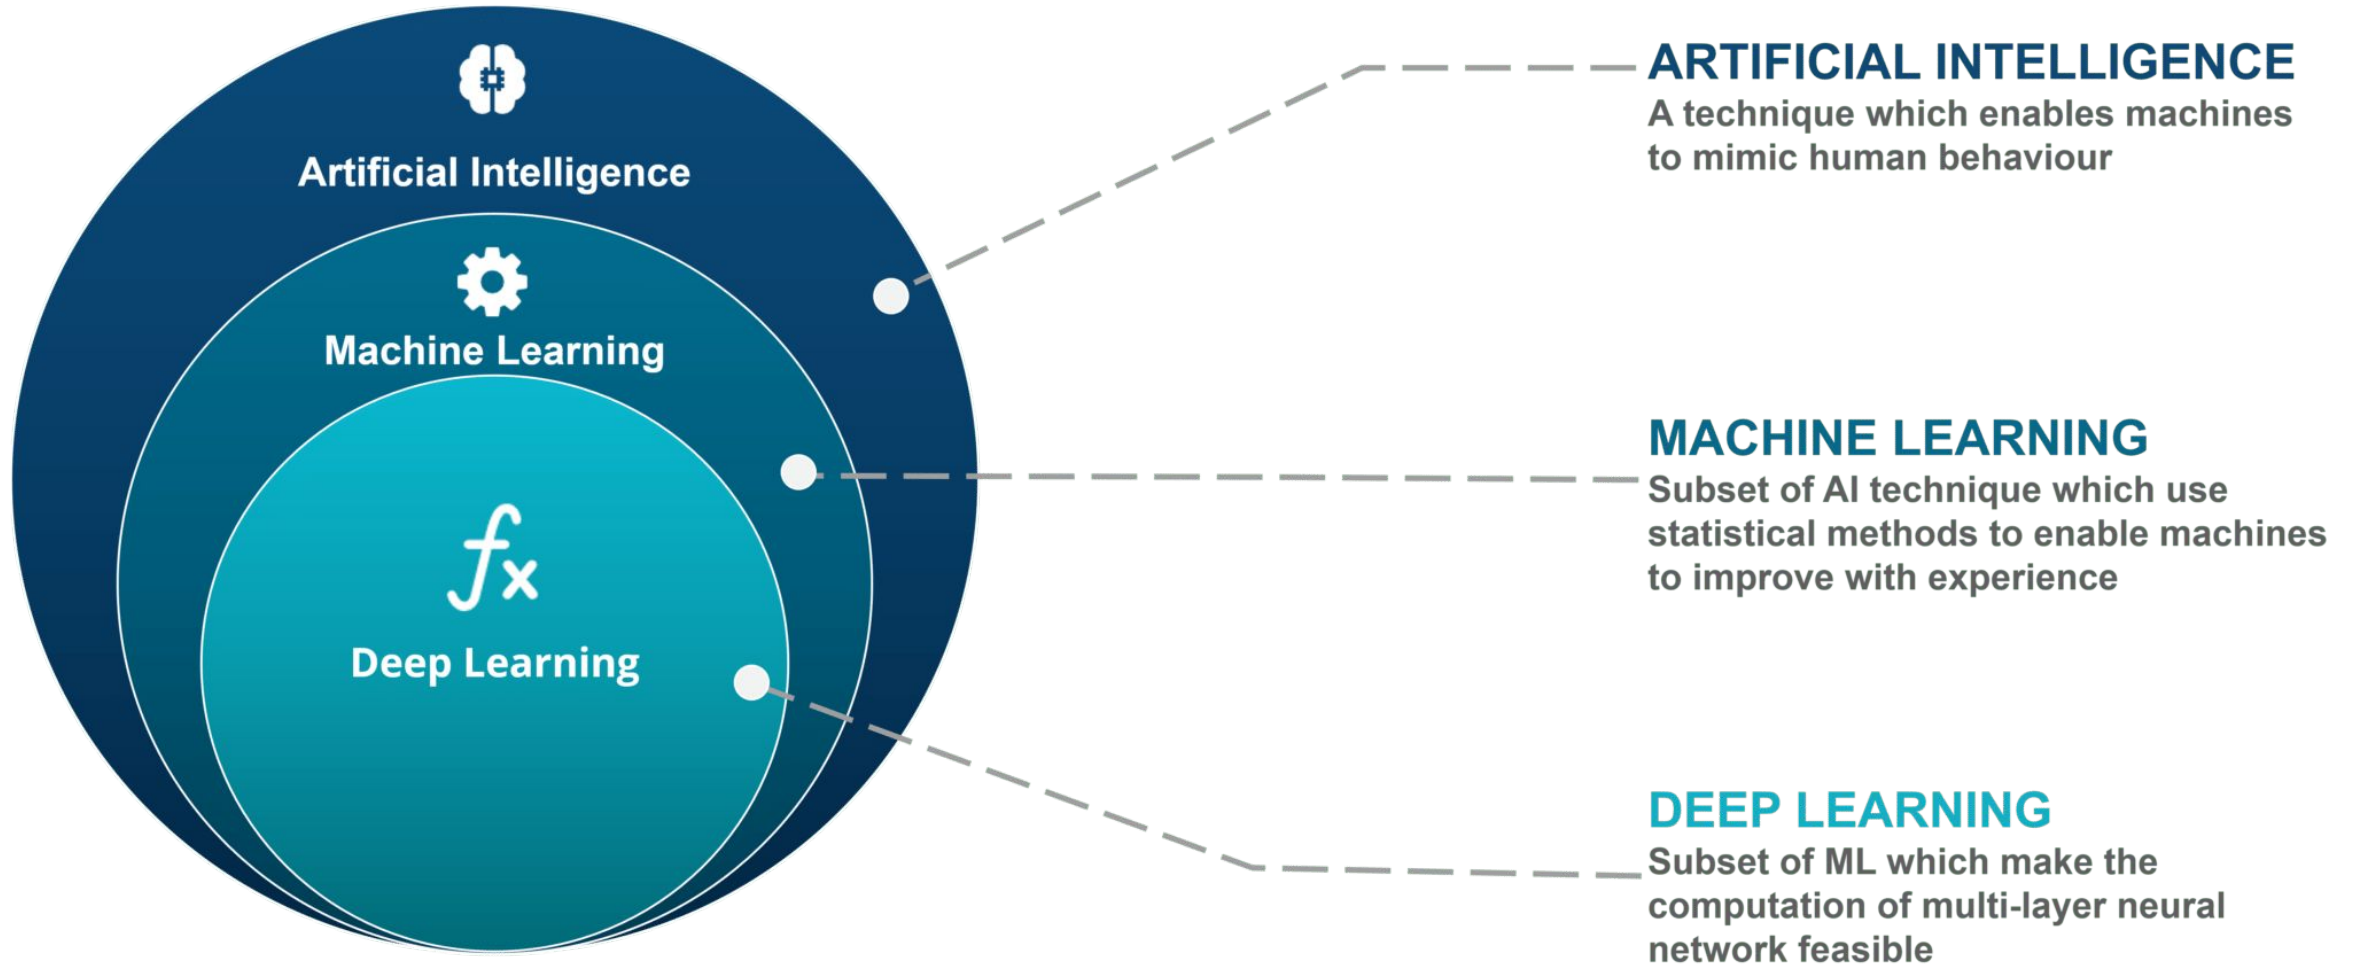 Artificial Intelligence
Machine Learning
fx
Deep Learning
ARTIFICIAL INTELLIGENCE
A technique which enables machines
to mimic human behaviour
MACHINE LEARNING
Subset of AI technique which use
statistical methods to enable machines
to improve with experience
DEEP LEARNING
Subset of ML which make the
computation of multi-layer neural
network feasible